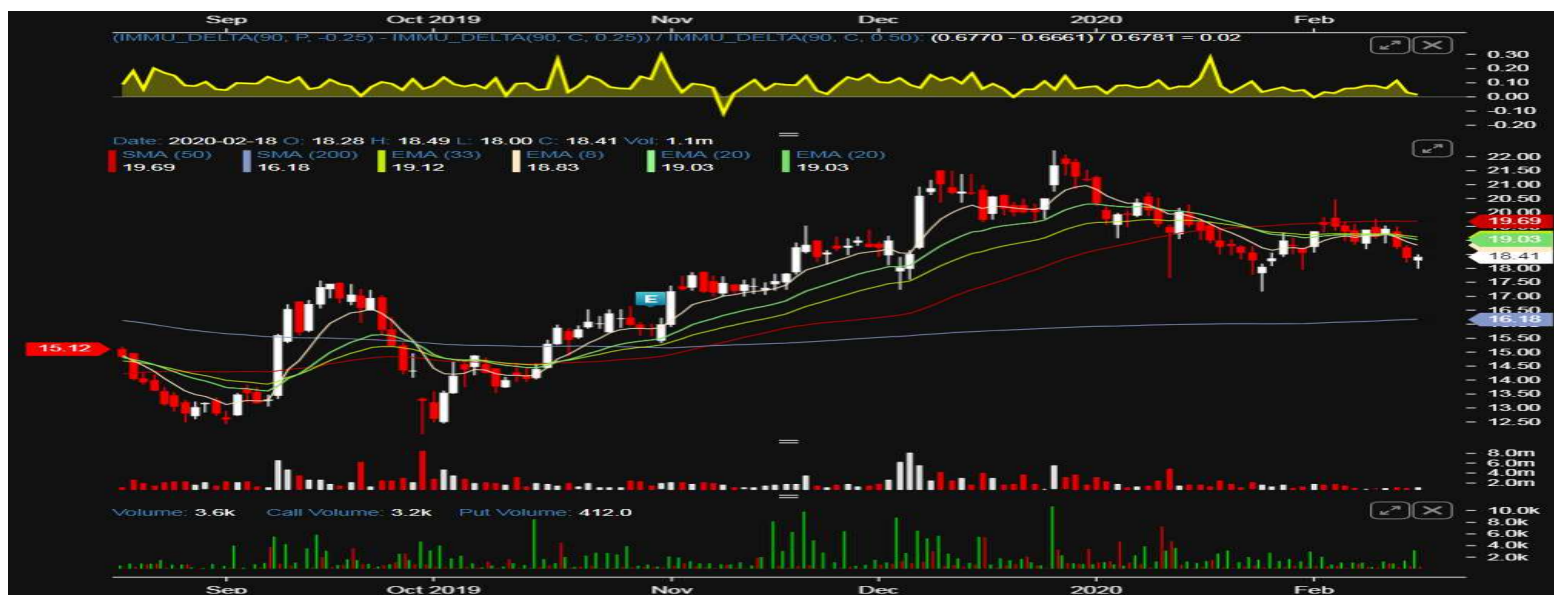 Sep Oct 2019 Nov Dec 2020 Feb
(IMMU_DELTA(90, P, -0.25) - IMMU_DELTA(90, C, 0.25)) / IMMU_DELTA(90, C, 0.50): (0.6770 - 0.6661) / 0.6781 = 0.02
0.30
0.20
0.10
0.00
-0.10
-0.20
Date: 2020-02-18 O: 18.28 H: 18.49 L: 18.00 C: 18.41 Vol: 1.1m
SMA (50) SMA (200) EMA (33) EMA (8) EMA (20) EMA (20)
19.69 16.18 19.12 18.83 19.03 19.03
22.00
21.50
21.00
20.50
20.00
19.69
19.03
18.41
18.00
17.50
E
17.00
16.50
16.18
15.50
15.12
15.00
14.50
14.00
13.50
13.00
12.50
8.0m
6.0m
4.0m
2.0m
Volume: 3.6k Call Volume: 3.2k Put Volume: 412.0
10.0k
8.0k
6.0k
4.0k
2.0k
Sep Oct 2019 Nov Dec 2020 Feb